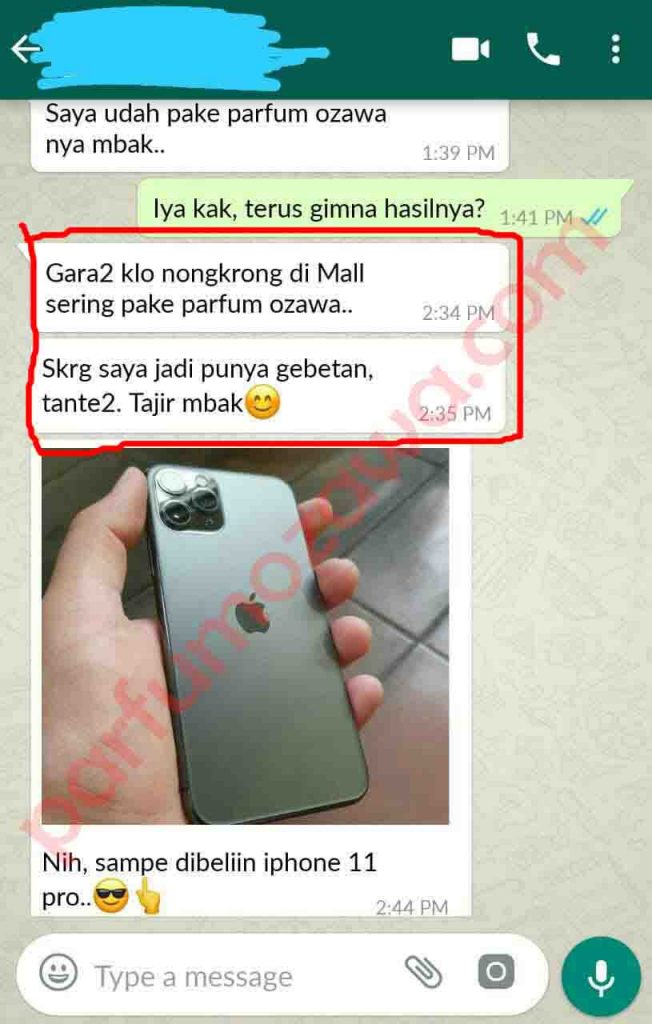 Saya udah pake parfum ozawa
nya mbak..
1:39 PM
Iya kak, terus gimna hasilnya?
1:41 PM
Gara2 klo nongkrong di Mall
sering pake parfum ozawa..
2:34 PM
Skrg saya jadi punya gebetan,
tante2. Tajir mbak😊
2:35 PM
parfumozawa.com
Nih, sampe dibeliin iphone 11
pro..😎👆
2:44 PM
Type a message